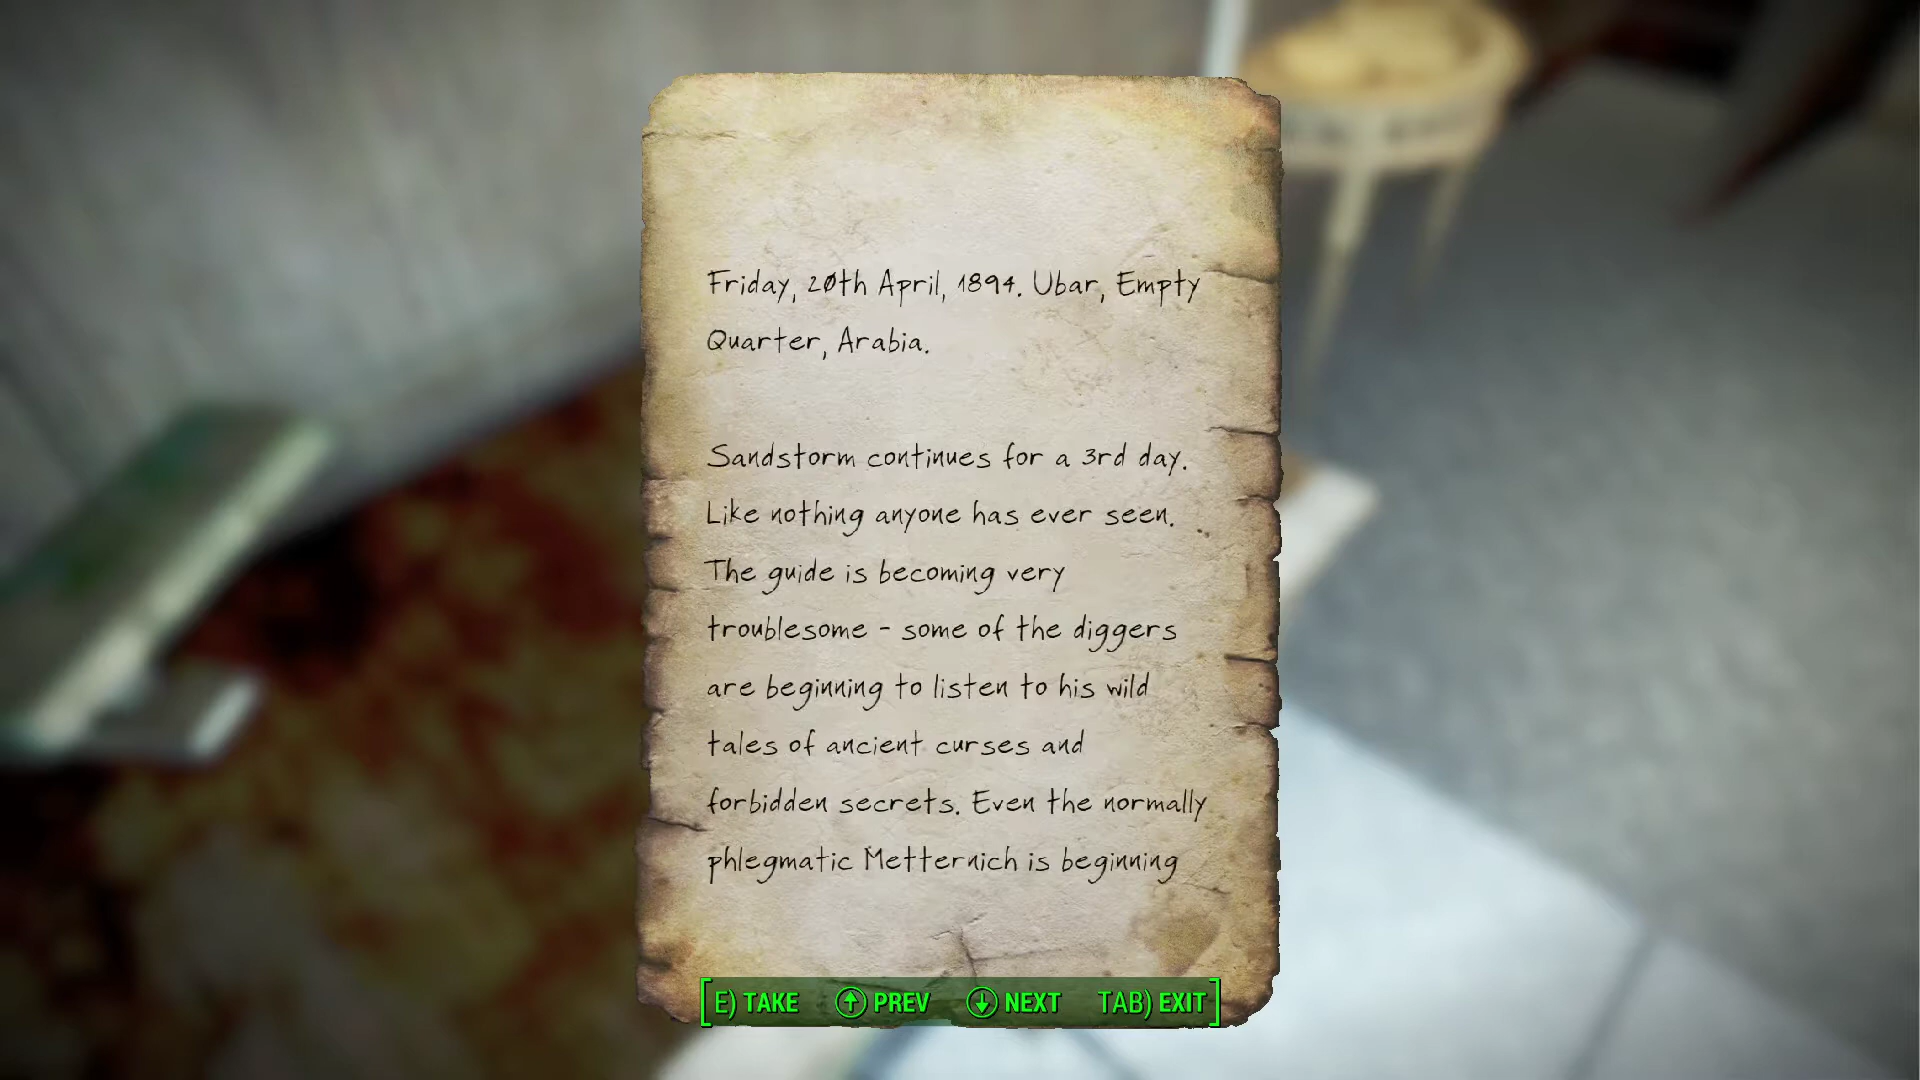 Friday, 20th April, 1894. Ubar, Empty
Quarter, Arabia.
Sandstorm continues for a 3rd day.
Like nothing anyone has ever seen.
The guide is becoming very
troublesome - some of the diggers
are beginning to listen to his wild
tales of ancient curses and
forbidden secrets. Even the normally
phlegmatic Metternich is beginning
E) TAKE PREV NEXT TAB) EXIT